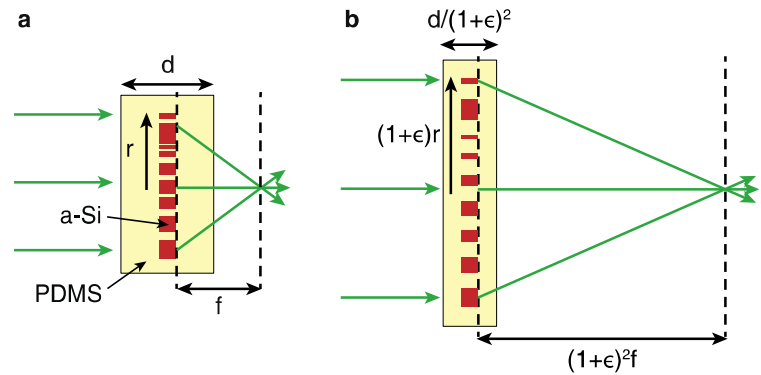 a
d
r
a-Si
PDMS
f
b
d/(1+ϵ)²
(1+ϵ)r
(1+ϵ)²f